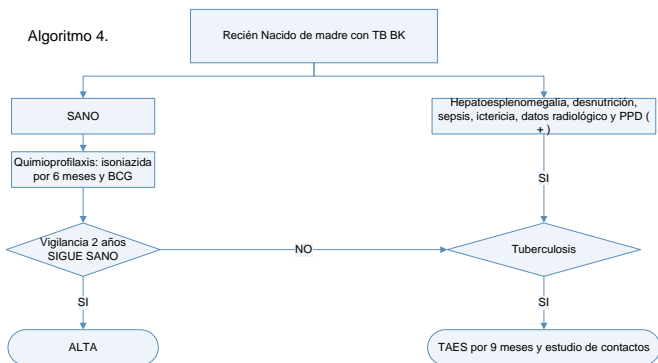 Algoritmo 4.
Recién Nacido de madre con TB BK
SANO
Hepatoesplenomegalia, desnutrición,
sepsis, ictericia, datos radiológico y PPD (
+ )
Quimioprofilaxis: isoniazida
por 6 meses y BCG
SI
Vigilancia 2 años
SIGUE SANO
NO
Tuberculosis
SI
SI
ALTA
TAES por 9 meses y estudio de contactos